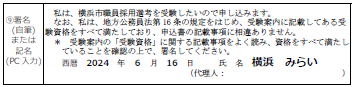 ⑨署名
（自筆）
または
記名
（PC入力）
私は、横浜市職員採用選考を受験したいので申し込みます。
なお、私は、地方公務員法第16条の規定をはじめ、受験案内に記載してある受
験資格をすべて満たしており、申込書の記載事項に相違ありません。
＊　受験案内の「受験資格」に関する記載事項をよく読み、資格をすべて満たし
ていることを確認の上で、署名してください。
西暦　2024　年　6　月　16　日　氏名　横浜　みらい
（代理人：　　　　　　　）